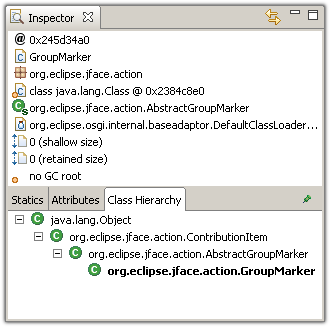 Inspector
@ 0x245d34a0
GroupMarker
org.eclipse.jface.action
class java.lang.Class @ 0x2384c8e0
org.eclipse.jface.action.AbstractGroupMarker
org.eclipse.osgi.internal.baseadaptor.DefaultClassLoader...
0 (shallow size)
0 (retained size)
no GC root
Statics Attributes Class Hierarchy
java.lang.Object
org.eclipse.jface.action.ContributionItem
org.eclipse.jface.action.AbstractGroupMarker
org.eclipse.jface.action.GroupMarker